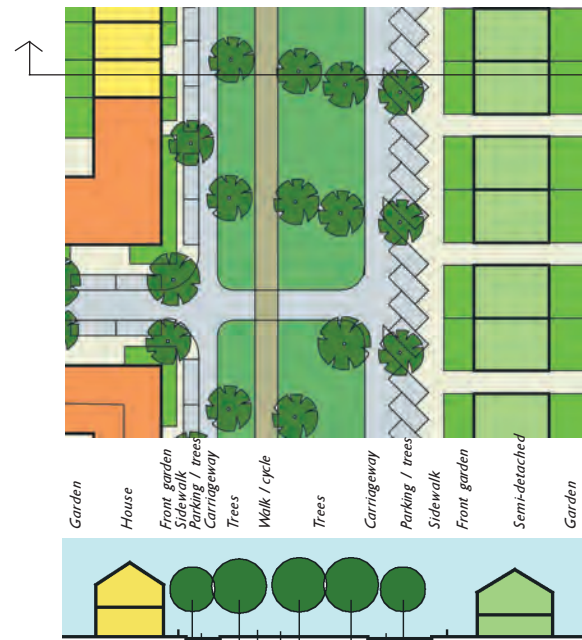 Garden
House
Front garden
Sidewalk
Parking / trees
Carriageway
Trees
Walk / cycle
Trees
Carriageway
Parking / trees
Sidewalk
Front garden
Semi-detached
Garden